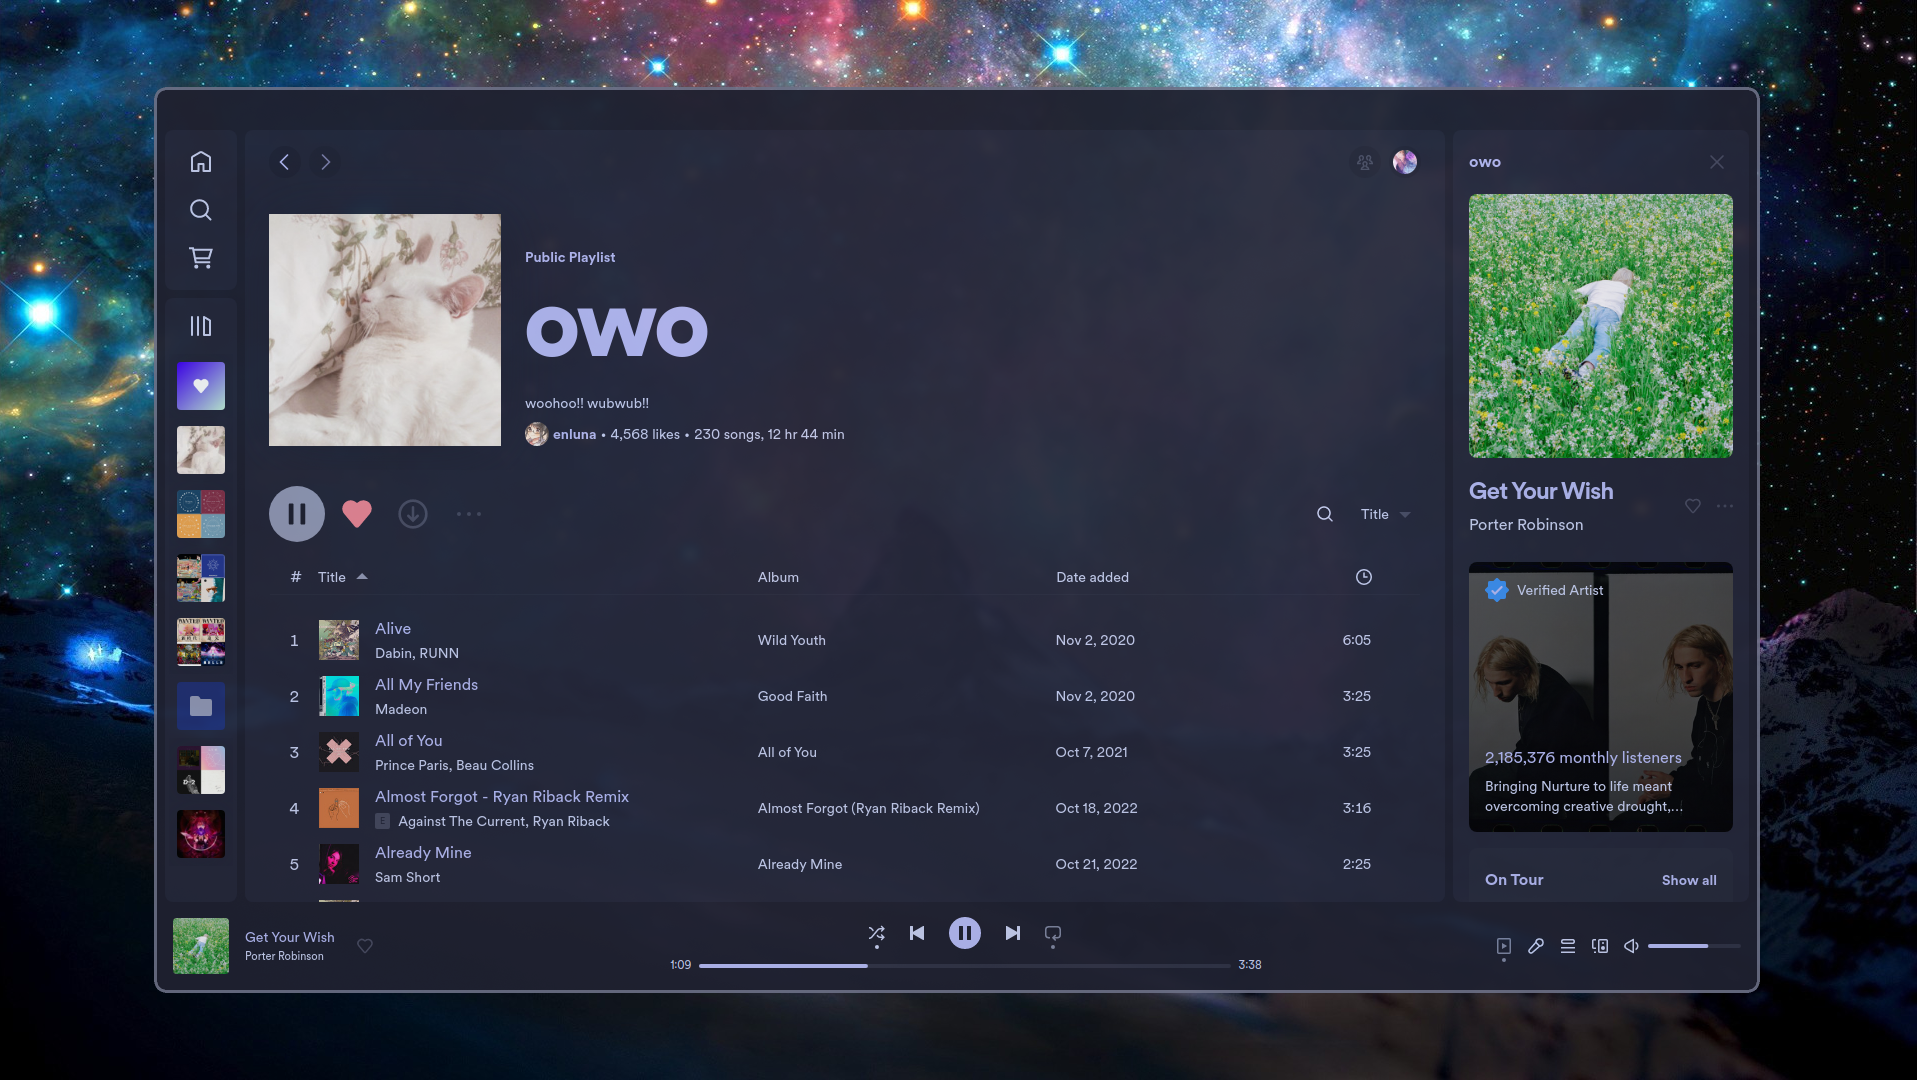 owo
Public Playlist
owo
woohoo!! wubwub!!
enluna • 4,568 likes • 230 songs, 12 hr 44 min
Title
# Title Album Date added
1 Alive Wild Youth Nov 2, 2020 6:05
Dabin, RUNN
2 All My Friends Good Faith Nov 2, 2020 3:25
Madeon
3 All of You All of You Oct 7, 2021 3:25
Prince Paris, Beau Collins
4 Almost Forgot - Ryan Riback Remix Almost Forgot (Ryan Riback Remix) Oct 18, 2022 3:16
E Against The Current, Ryan Riback
5 Already Mine Already Mine Oct 21, 2022 2:25
Sam Short
Get Your Wish
Porter Robinson
Verified Artist
2,185,376 monthly listeners
Bringing Nurture to life meant
overcoming creative drought,...
On Tour Show all
Get Your Wish
Porter Robinson
1:09 3:38